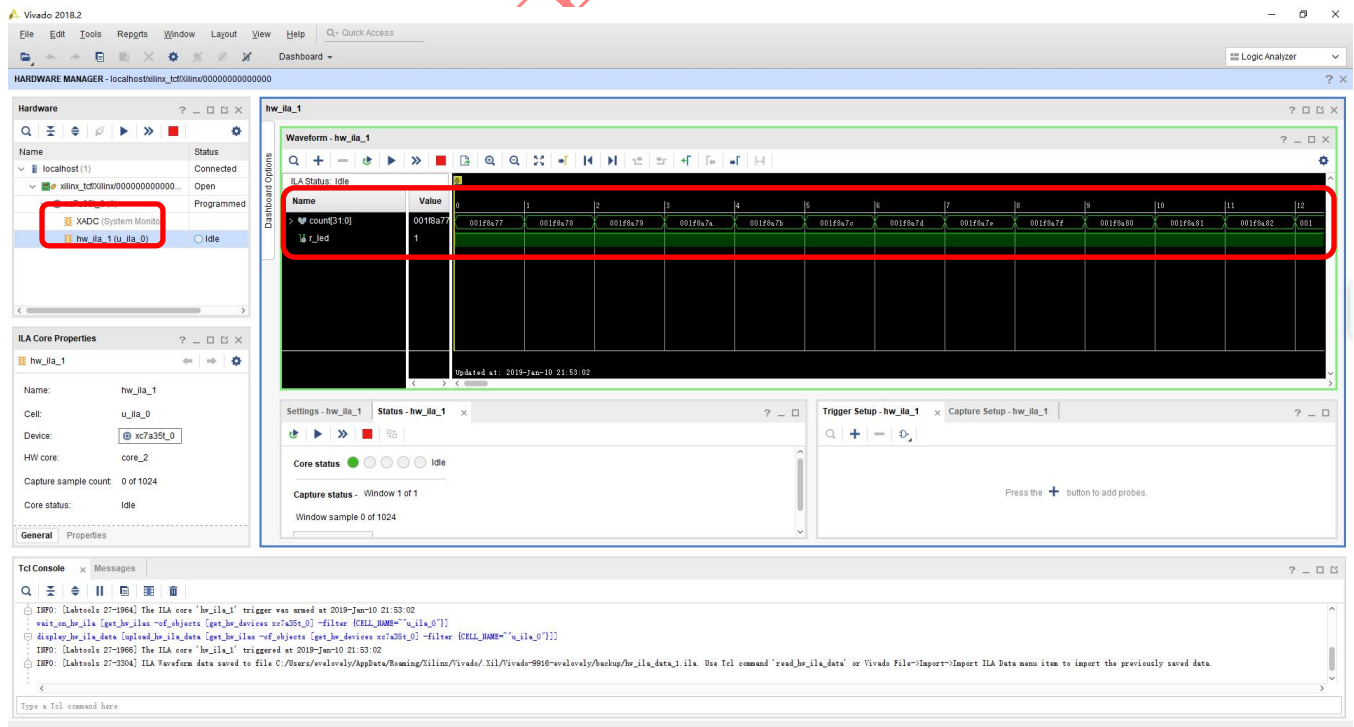 Vivado 2018.2
File Edit Tools Reports Window Layout View Help Quick Access
Dashboard
Logic Analyzer
HARDWARE MANAGER - localhost/xilinx_tcf/Xilinx/00000000000000
Hardware
Name Status
localhost (1) Connected
xilinx_tcf/Xilinx/000000000000... Open
Programmed
XADC (System Monito
hw_ila_1 (u_ila_0) Idle
ILA Core Properties
hw_ila_1
Name: hw_ila_1
Cell: u_ila_0
Device: xc7a35t_0
HW core: core_2
Capture sample count: 0 of 1024
Core status: Idle
General Properties
hw_ila_1
Dashboard Options
Waveform - hw_ila_1
ILA Status: Idle
0
Name Value 0 1 2 3 4 5 6 7 8 9 10 11 12
count[31:0] 001f8a77 001f8a77 001f8a78 001f8a79 001f8a7a 001f8a7b 001f8a7c 001f8a7d 001f8a7e 001f8a7f 001f8a80 001f8a81 001f8a82 001
r_led 1
Updated at: 2019-Jan-10 21:53:02
Settings - hw_ila_1 Status - hw_ila_1
Core status Idle
Capture status - Window 1 of 1
Window sample 0 of 1024
Trigger Setup - hw_ila_1 Capture Setup - hw_ila_1
Press the + button to add probes.
Tcl Console Messages
INFO: [Labtools 27-1964] The ILA core 'hw_ila_1' trigger was armed at 2019-Jan-10 21:53:02
wait_on_hw_ila [get_hw_ilas -of_objects [get_hw_devices xc7a35t_0] -filter {CELL_NAME=~"u_ila_0"}]
display_hw_ila_data [upload_hw_ila_data [get_hw_ilas -of_objects [get_hw_devices xc7a35t_0] -filter {CELL_NAME=~"u_ila_0"}]]
INFO: [Labtools 27-1966] The ILA core 'hw_ila_1' triggered at 2019-Jan-10 21:53:02
INFO: [Labtools 27-3304] ILA Waveform data saved to file C:/Users/evelovely/AppData/Roaming/Xilinx/Vivado/.Xil/Vivado-9916-evelovely/backup/hw_ila_data_1.ila. Use Tcl command 'read_hw_ila_data' or Vivado File->Import->Import ILA Data menu item to import the previously saved data.
Type a Tcl command here